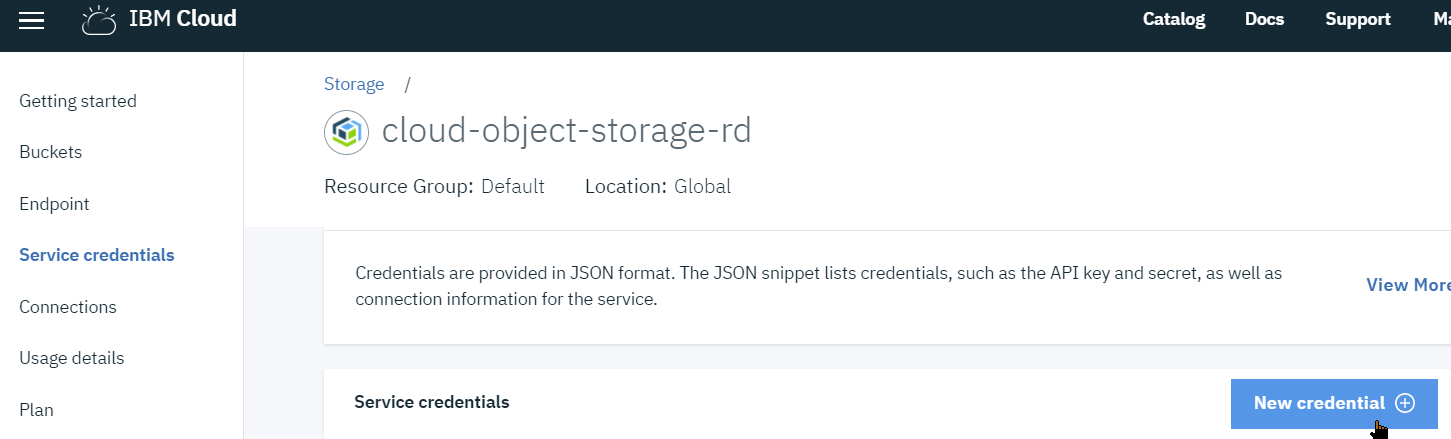 IBM Cloud
Catalog Docs Support
Getting started
Buckets
Endpoint
Service credentials
Connections
Usage details
Plan
Storage /
cloud-object-storage-rd
Resource Group: Default Location: Global
Credentials are provided in JSON format. The JSON snippet lists credentials, such as the API key and secret, as well as
connection information for the service.
View More
Service credentials
New credential